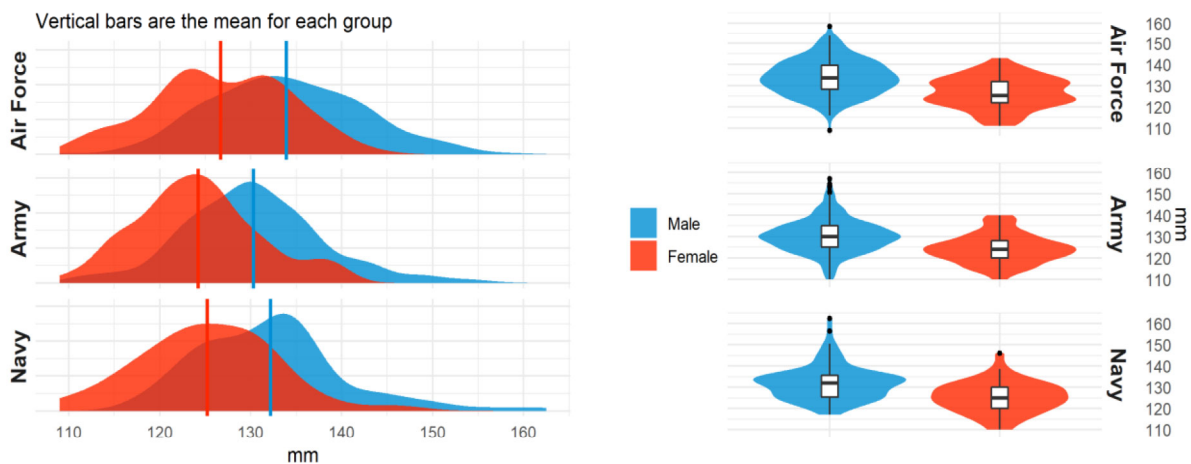 Vertical bars are the mean for each group
Air Force
Army
Navy
110 120 130 140 150 160
mm
Male
Female
160
150
140
130
120
110
Air Force
160
150
140
130
120
110
Army
mm
160
150
140
130
120
110
Navy